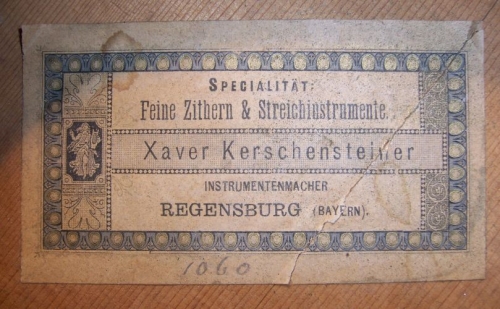 SPECIALITÄT:
Feine Zithern & Streichinstrumente.
Xaver Kerschensteiner
INSTRUMENTENMACHER
REGENSBURG (BAYERN).
1060